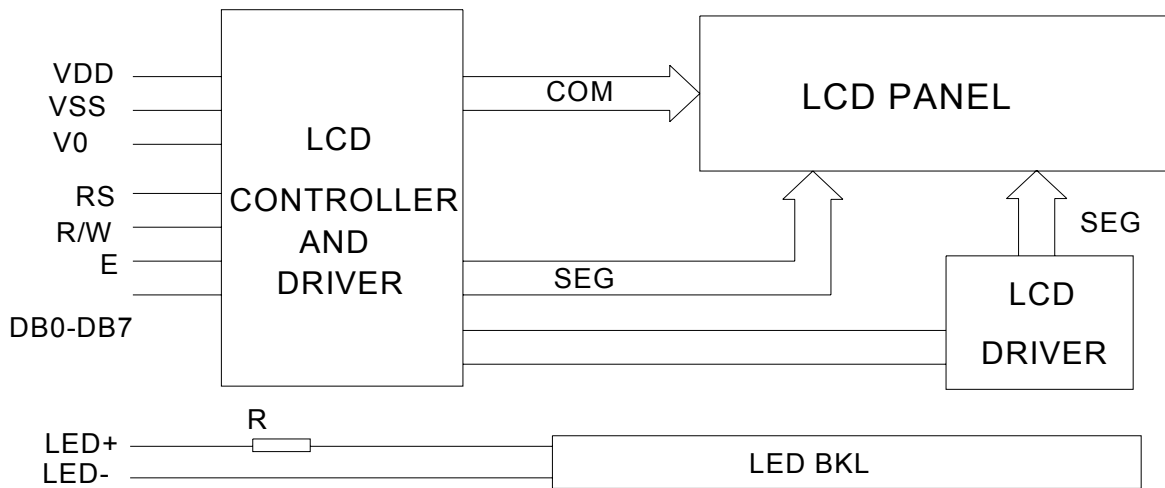 VDD
VSS
V0
RS
R/W
E
DB0-DB7
LCD
CONTROLLER
AND
DRIVER
COM
SEG
LCD PANEL
SEG
LCD
DRIVER
R
LED+
LED-
LED BKL